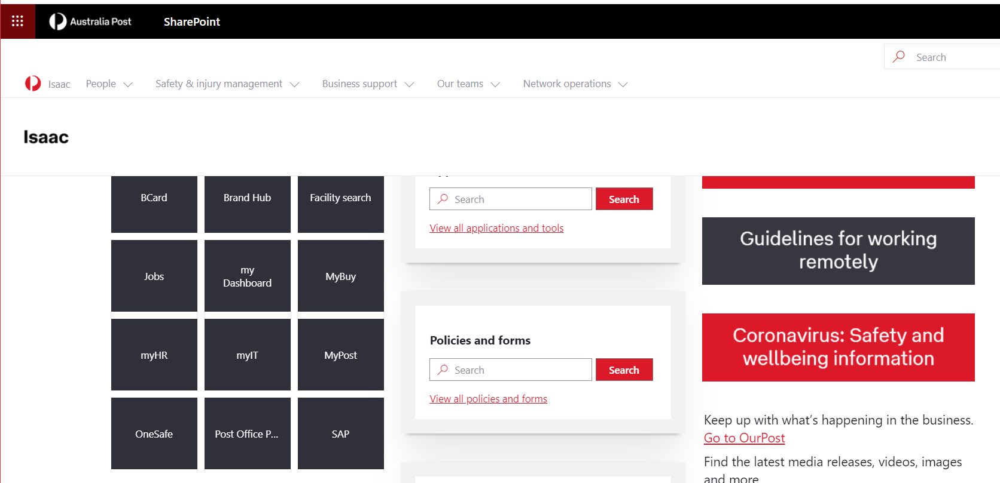 Australia Post
SharePoint
Search
Isaac
People
Safety & injury management
Business support
Our teams
Network operations
Isaac
BCard
Brand Hub
Facility search
Jobs
my
Dashboard
MyBuy
myHR
myIT
MyPost
OneSafe
Post Office P...
SAP
Search
Search
View all applications and tools
Policies and forms
Search
Search
View all policies and forms
Guidelines for working
remotely
Coronavirus: Safety and
wellbeing information
Keep up with what’s happening in the business.
Go to OurPost
Find the latest media releases, videos, images
and more